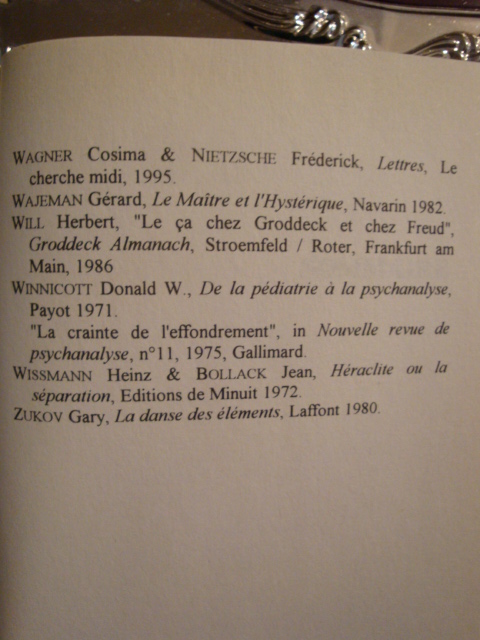 WAGNER Cosima & NIETZSCHE Fréderick, Lettres, Le
cherche midi, 1995.
WAJEMAN Gérard, Le Maître et l'Hystérique, Navarin 1982.
WILL Herbert, "Le ça chez Groddeck et chez Freud",
Groddeck Almanach, Stroemfeld / Roter, Frankfurt am
Main, 1986
WINNICOTT Donald W., De la pédiatrie à la psychanalyse,
Payot 1971.
"La crainte de l'effondrement", in Nouvelle revue de
psychanalyse, n°11, 1975, Gallimard.
WISSMANN Heinz & BOLLACK Jean, Héraclite ou la
séparation, Editions de Minuit 1972.
ZUKOV Gary, La danse des éléments, Laffont 1980.